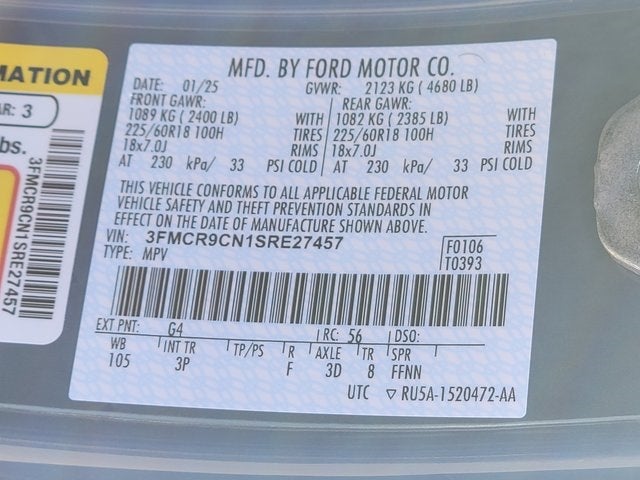 MATION
AR: 3
bs.
3FMCR9CN1SRE27457
MFD. BY FORD MOTOR CO.
DATE: 01/25 GVWR: 2123 KG ( 4680 LB)
FRONT GAWR: REAR GAWR:
1089 KG ( 2400 LB) WITH 1082 KG ( 2385 LB) WITH
225/60R18 100H TIRES 225/60R18 100H TIRES
18x7.0J RIMS 18x7.0J RIMS
AT 230 kPa/ 33 PSI COLD AT 230 kPa/ 33 PSI COLD
THIS VEHICLE CONFORMS TO ALL APPLICABLE FEDERAL MOTOR
VEHICLE SAFETY AND THEFT PREVENTION STANDARDS IN
EFFECT ON THE DATE OF MANUFACTURE SHOWN ABOVE.
VIN: 3FMCR9CN1SRE27457 F0106
TYPE: MPV T0393
EXT PNT: G4 RC: 56 DSO:
WB INT TR TP/PS R AXLE TR SPR
105 3P F 3D 8 FFNN
UTC ▽ RU5A-1520472-AA